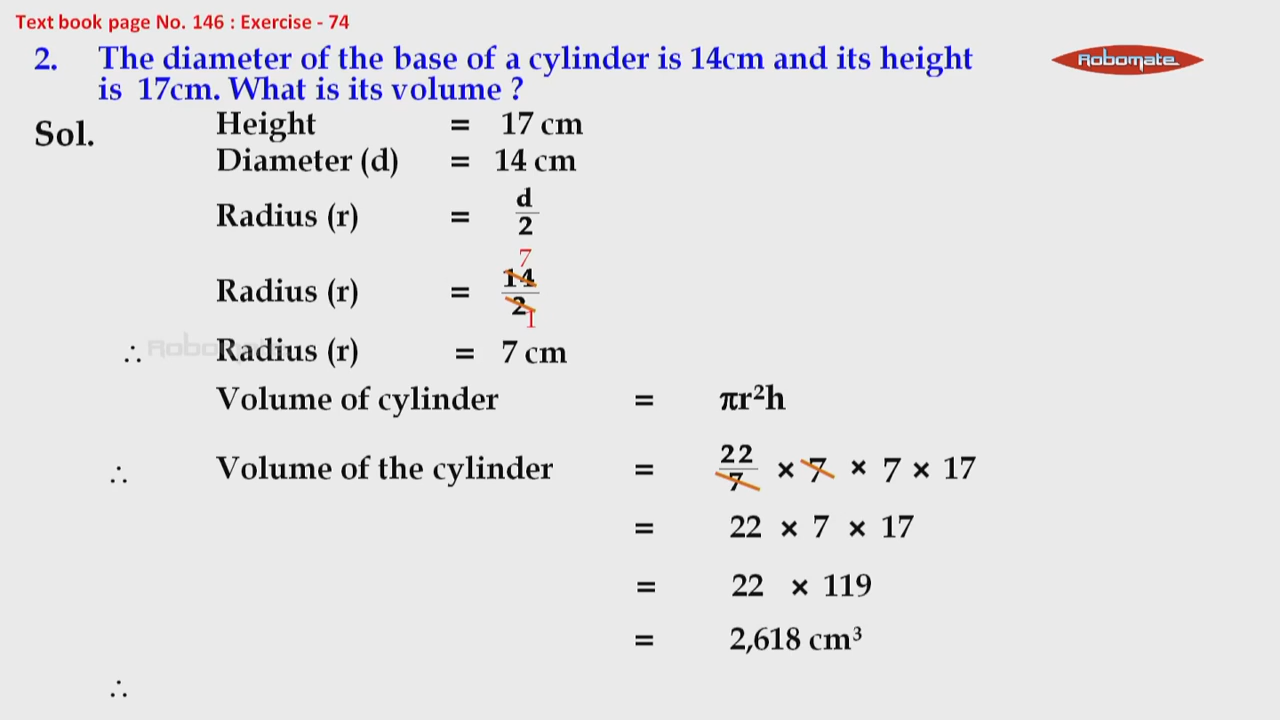 Text book page No. 146 : Exercise - 74
2. The diameter of the base of a cylinder is 14cm and its height
Robomate
is 17cm. What is its volume ?
Sol. Height = 17 cm
Diameter (d) = 14 cm
Radius (r) = d/2
7
Radius (r) = 14/2
1
∴ Radius (r) = 7 cm
Robomate
Volume of cylinder = πr²h
∴ Volume of the cylinder = 22/7 × 7 × 7 × 17
= 22 × 7 × 17
= 22 × 119
= 2,618 cm³
∴